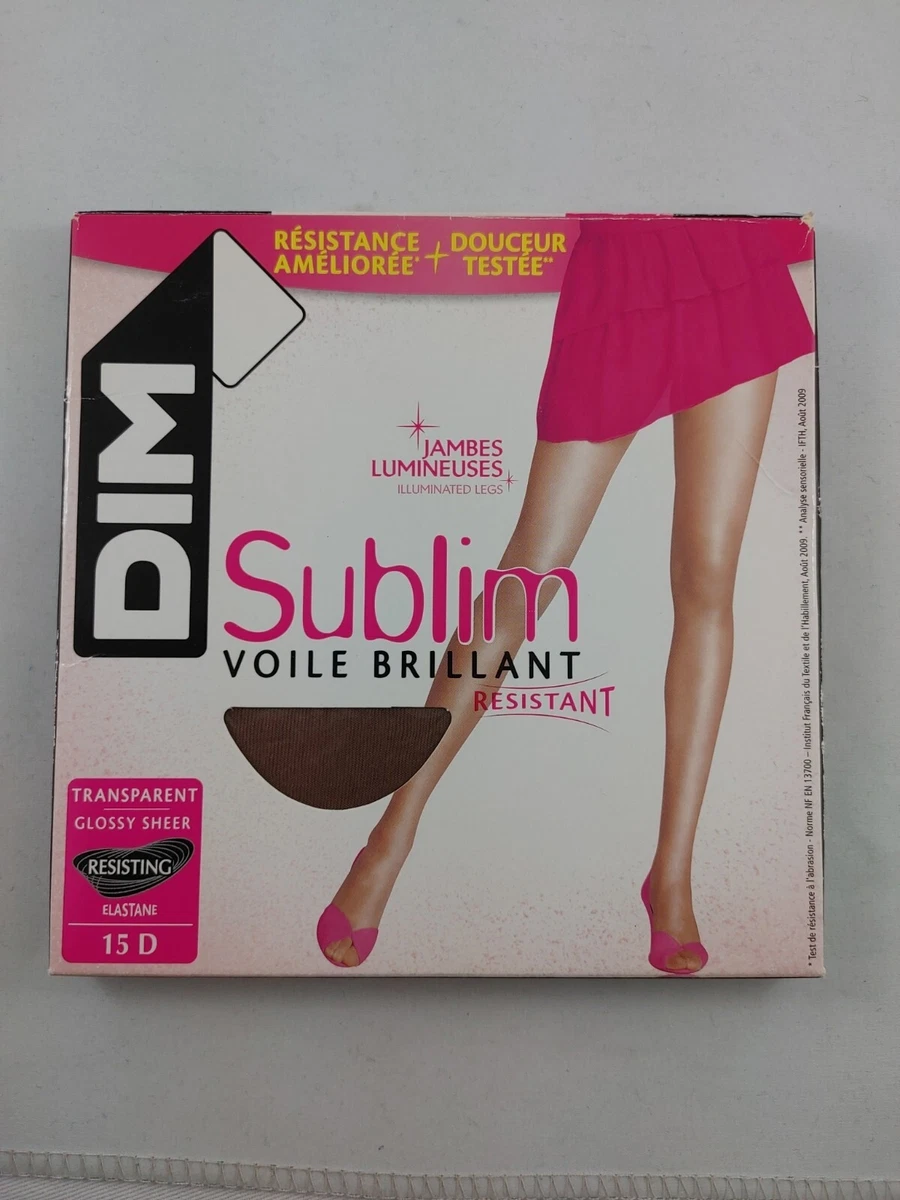 RÉSISTANCE
AMÉLIORÉE*
+
DOUCEUR
TESTÉE**
DIM
JAMBES
LUMINEUSES
ILLUMINATED LEGS
Sublim
VOILE BRILLANT
RESISTANT
TRANSPARENT
GLOSSY SHEER
RESISTING
ELASTANE
15 D
* Test de résistance à l'abrasion - Norme NF EN 13700 – Institut Français du Textile et de l'Habillement, Août 2009. ** Analyse sensorielle - IFTH, Août 2009